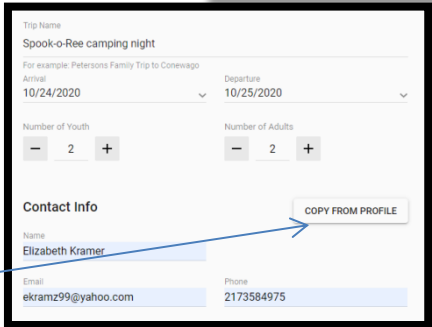 Trip Name
Spook-o-Ree camping night
For example: Petersons Family Trip to Conewago
Arrival Departure
10/24/2020 10/25/2020
Number of Youth Number of Adults
− 2 + − 2 +
Contact Info COPY FROM PROFILE
Name
Elizabeth Kramer
Email Phone
ekramz99@yahoo.com 2173584975